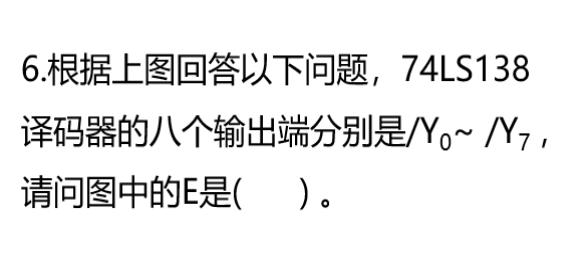 6.根据上图回答以下问题，74LS138
译码器的八个输出端分别是/Y₀~ /Y₇，
请问图中的E是(      )。